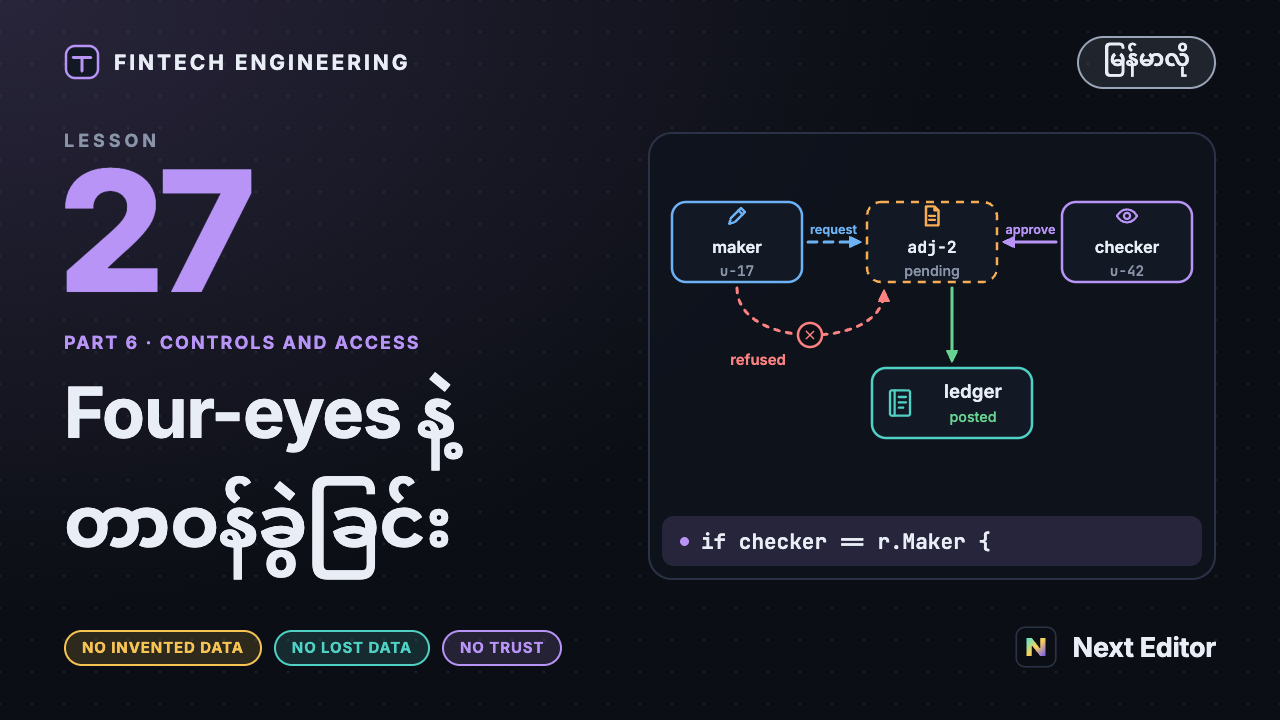 FINTECH ENGINEERING
မြန်မာလို
LESSON
27
PART 6 · CONTROLS AND ACCESS
Four-eyes နဲ့
တာဝန်ခွဲခြင်း
maker
u-17
request
adj-2
pending
approve
checker
u-42
refused
ledger
posted
if checker == r.Maker {
NO INVENTED DATA
NO LOST DATA
NO TRUST
Next Editor